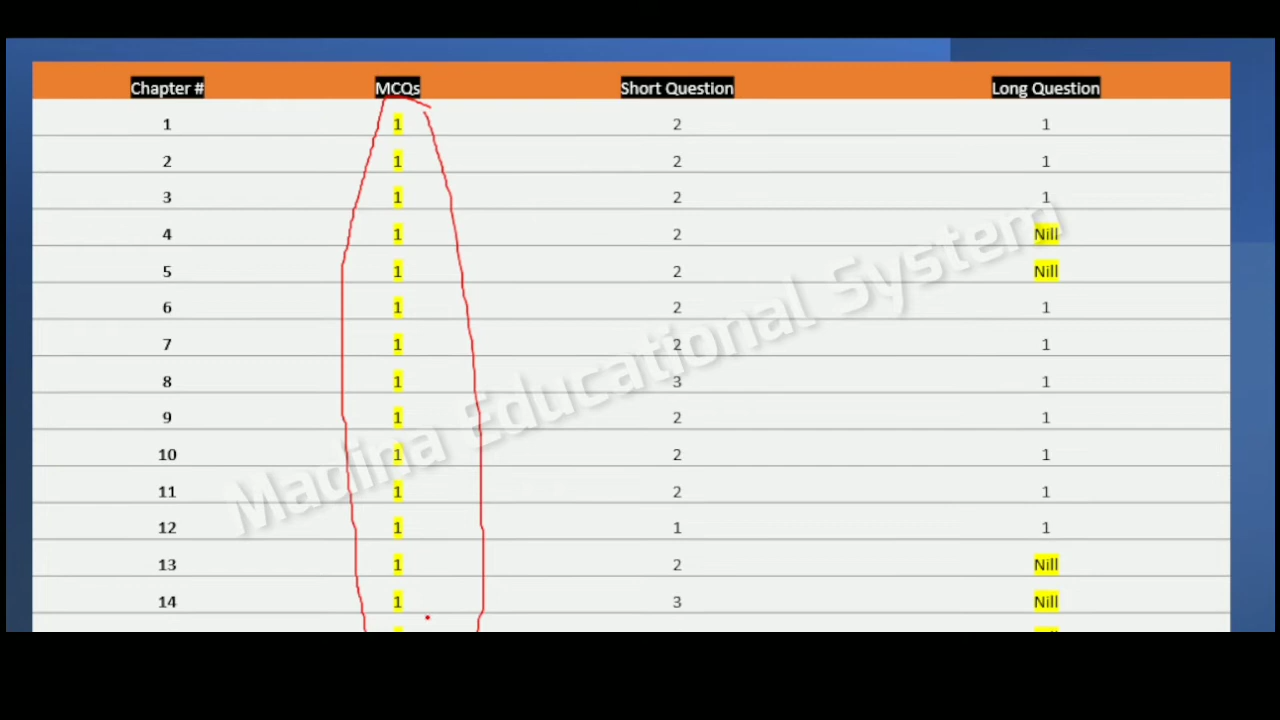 Chapter # MCQs Short Question Long Question
1 1 2 1
2 1 2 1
3 1 2 1
4 1 2 Nill
5 1 2 Nill
6 1 2 1
7 1 2 1
8 1 3 1
9 1 2 1
10 1 2 1
11 1 2 1
12 1 1 1
13 1 2 Nill
14 1 3 Nill
Madina Educational System